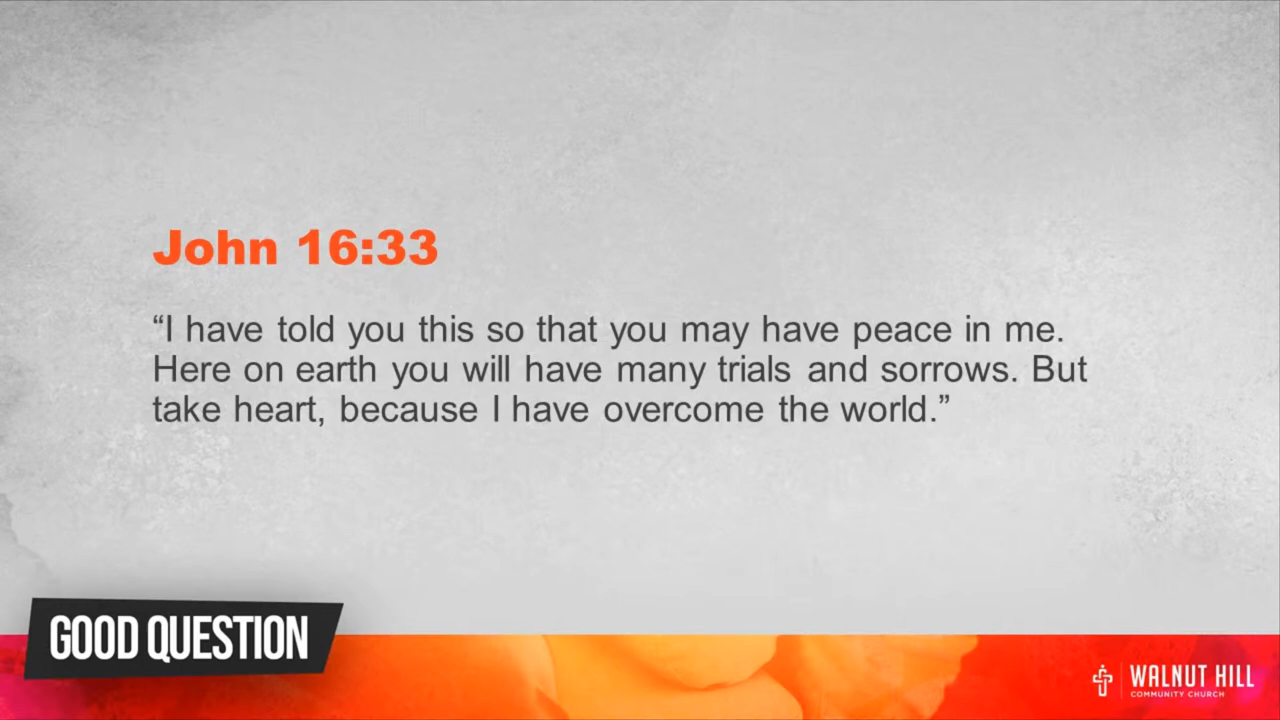 John 16:33
“I have told you this so that you may have peace in me.
Here on earth you will have many trials and sorrows. But
take heart, because I have overcome the world.”
GOOD QUESTION
WALNUT HILL
COMMUNITY CHURCH